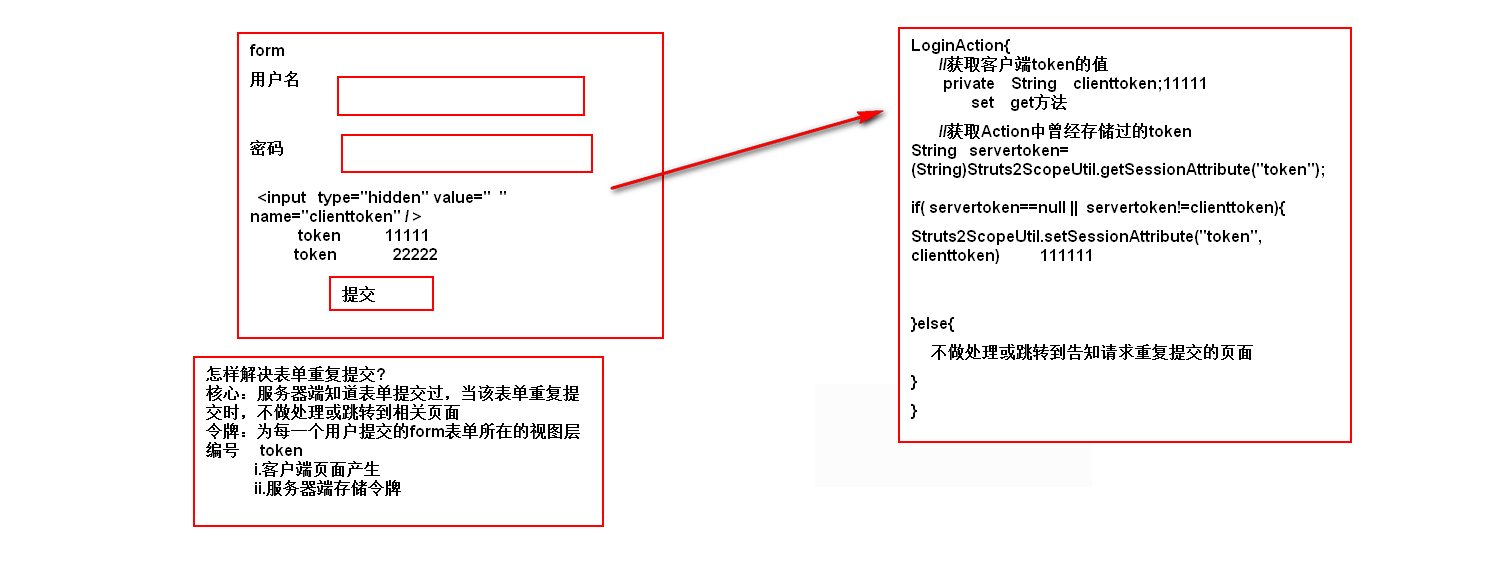 form
用户名
密码
<input type="hidden" value=" "
name="clienttoken" / >
token 11111
token 22222
提交
怎样解决表单重复提交?
核心：服务器端知道表单提交过，当该表单重复提
交时，不做处理或跳转到相关页面
令牌：为每一个用户提交的form表单所在的视图层
编号 token
i.客户端页面产生
ii.服务器端存储令牌
LoginAction{
//获取客户端token的值
private String clienttoken;11111
set get方法
//获取Action中曾经存储过的token
String servertoken=
(String)Struts2ScopeUtil.getSessionAttribute("token");
if( servertoken==null || servertoken!=clienttoken){
Struts2ScopeUtil.setSessionAttribute("token",
clienttoken) 111111
}else{
不做处理或跳转到告知请求重复提交的页面
}
}